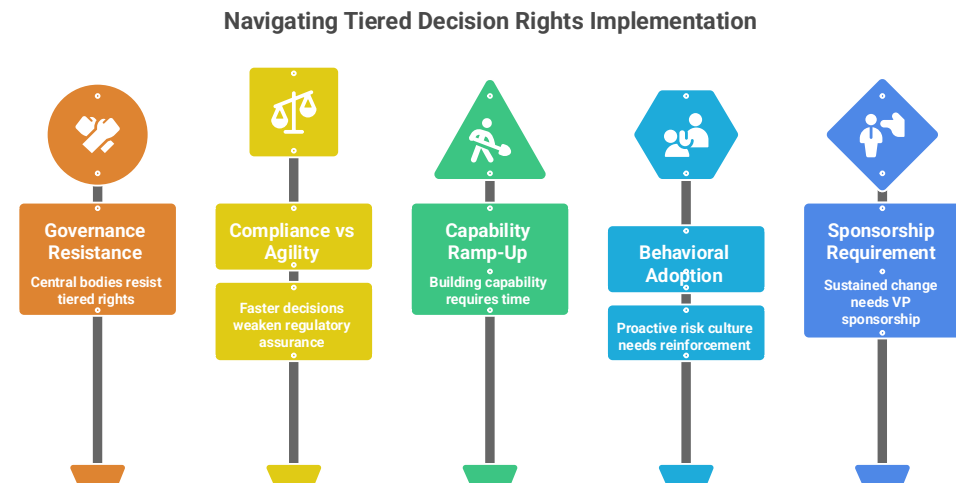 Navigating Tiered Decision Rights Implementation
Governance
Resistance
Central bodies resist
tiered rights
Compliance vs
Agility
Faster decisions
weaken regulatory
assurance
Capability
Ramp-Up
Building capability
requires time
Behavioral
Adoption
Proactive risk culture
needs reinforcement
Sponsorship
Requirement
Sustained change
needs VP
sponsorship